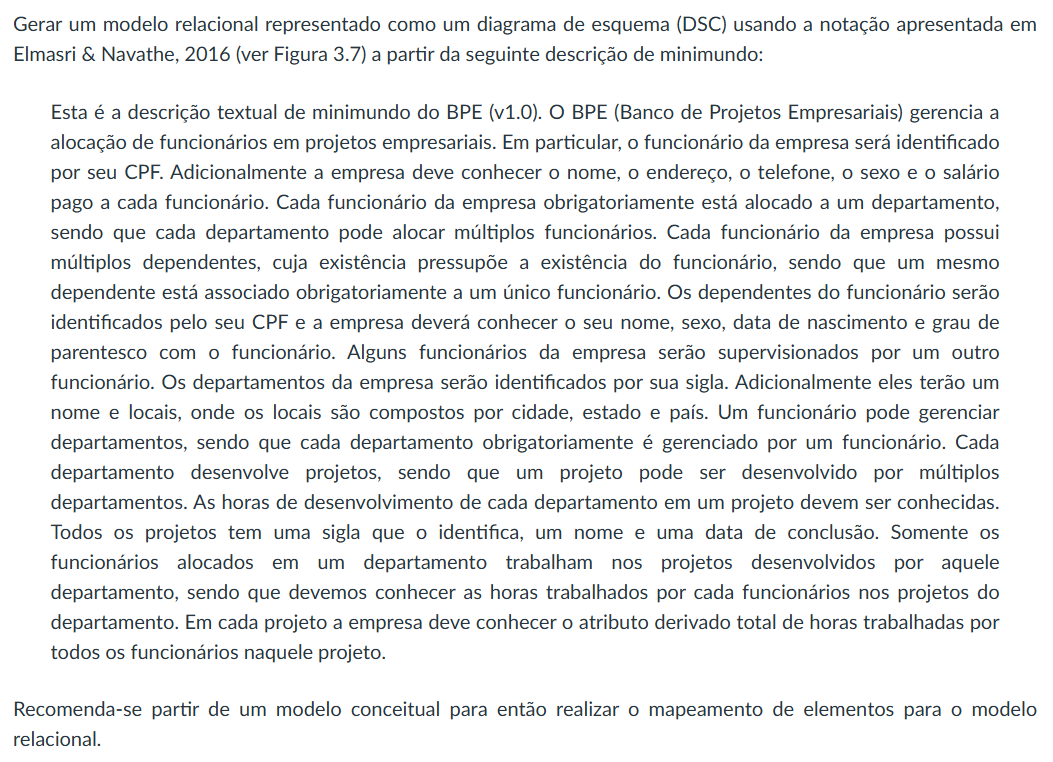 Gerar um modelo relacional representado como um diagrama de esquema (DSC) usando a notação apresentada em
Elmasri & Navathe, 2016 (ver Figura 3.7) a partir da seguinte descrição de minimundo:
Esta é a descrição textual de minimundo do BPE (v1.0). O BPE (Banco de Projetos Empresariais) gerencia a
alocação de funcionários em projetos empresariais. Em particular, o funcionário da empresa será identificado
por seu CPF. Adicionalmente a empresa deve conhecer o nome, o endereço, o telefone, o sexo e o salário
pago a cada funcionário. Cada funcionário da empresa obrigatoriamente está alocado a um departamento,
sendo que cada departamento pode alocar múltiplos funcionários. Cada funcionário da empresa possui
múltiplos dependentes, cuja existência pressupõe a existência do funcionário, sendo que um mesmo
dependente está associado obrigatoriamente a um único funcionário. Os dependentes do funcionário serão
identificados pelo seu CPF e a empresa deverá conhecer o seu nome, sexo, data de nascimento e grau de
parentesco com o funcionário. Alguns funcionários da empresa serão supervisionados por um outro
funcionário. Os departamentos da empresa serão identificados por sua sigla. Adicionalmente eles terão um
nome e locais, onde os locais são compostos por cidade, estado e país. Um funcionário pode gerenciar
departamentos, sendo que cada departamento obrigatoriamente é gerenciado por um funcionário. Cada
departamento desenvolve projetos, sendo que um projeto pode ser desenvolvido por múltiplos
departamentos. As horas de desenvolvimento de cada departamento em um projeto devem ser conhecidas.
Todos os projetos tem uma sigla que o identifica, um nome e uma data de conclusão. Somente os
funcionários alocados em um departamento trabalham nos projetos desenvolvidos por aquele
departamento, sendo que devemos conhecer as horas trabalhados por cada funcionários nos projetos do
departamento. Em cada projeto a empresa deve conhecer o atributo derivado total de horas trabalhadas por
todos os funcionários naquele projeto.
Recomenda-se partir de um modelo conceitual para então realizar o mapeamento de elementos para o modelo
relacional.